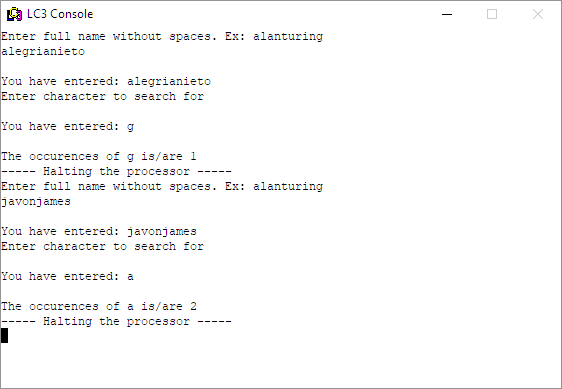 LC3 Console
Enter full name without spaces. Ex: alanturing
alegrianieto
You have entered: alegrianieto
Enter character to search for
You have entered: g
The occurences of g is/are 1
----- Halting the processor -----
Enter full name without spaces. Ex: alanturing
javonjames
You have entered: javonjames
Enter character to search for
You have entered: a
The occurences of a is/are 2
----- Halting the processor -----